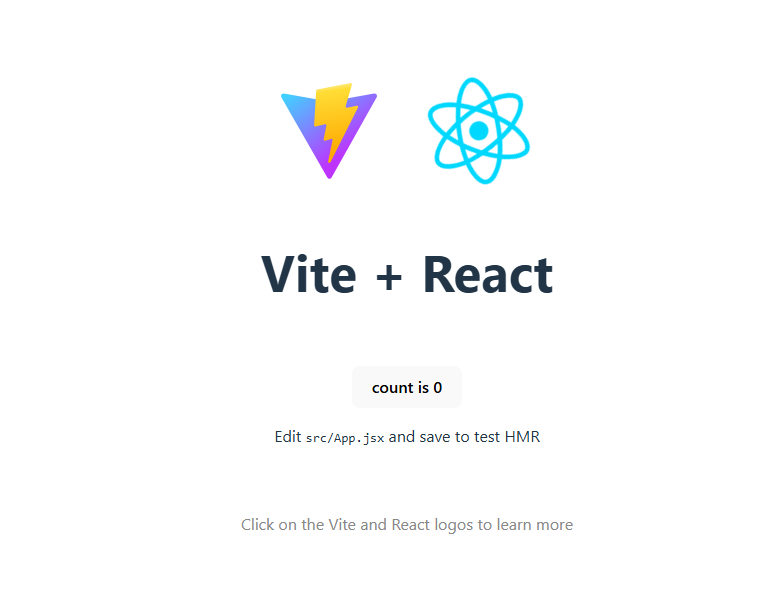 Vite + React
count is 0
Edit src/App.jsx and save to test HMR
Click on the Vite and React logos to learn more